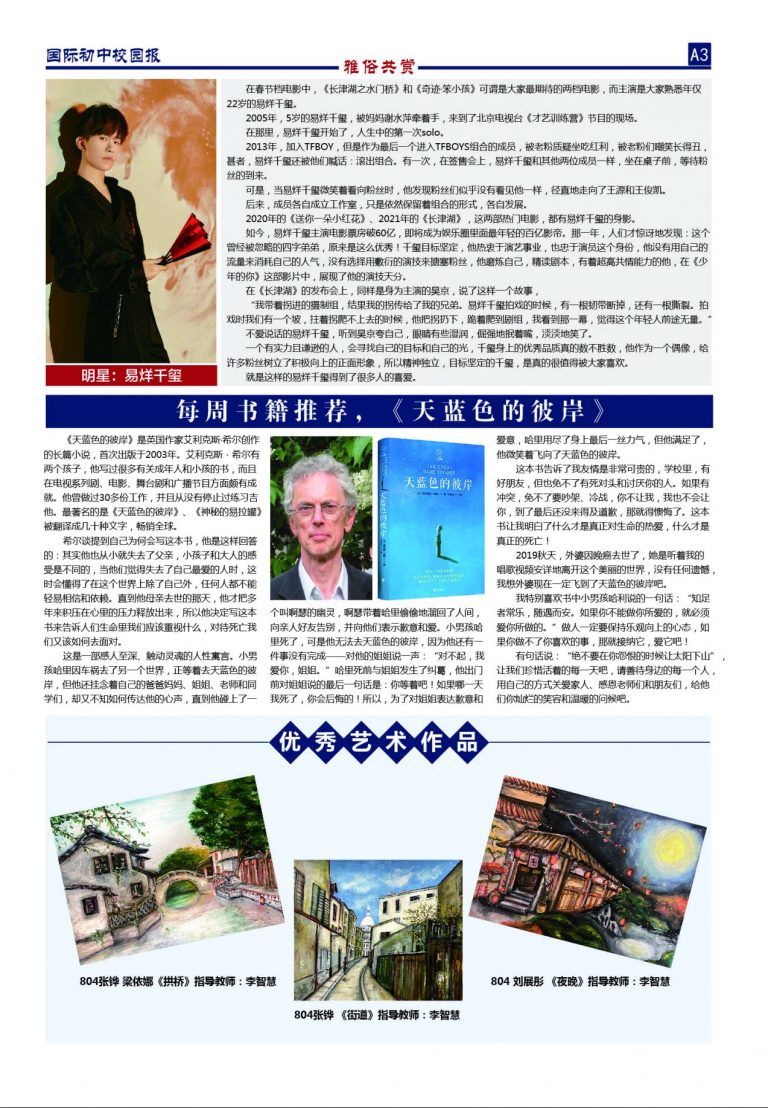 国际初中校园报
雅俗共赏
A3
在春节档电影中，《长津湖之水门桥》和《奇迹·笨小孩》可谓是大家最期待的两档电影，而主演是大家熟悉年仅
22岁的易烊千玺。
2005年，5岁的易烊千玺，被妈妈谢水萍牵着手，来到了北京电视台《才艺训练营》节目的现场。
在那里，易烊千玺开始了，人生中的第一次solo。
2013年，加入TFBOY，但是作为最后一个进入TFBOYS组合的成员，被老粉质疑坐吃红利，被老粉们嘲笑长得丑，
甚者，易烊千玺还被他们喊话：滚出组合。有一次，在签售会上，易烊千玺和其他两位成员一样，坐在桌子前，等待粉
丝的到来。
可是，当易烊千玺微笑着看向粉丝时，他发现粉丝们似乎没有看见他一样，径直地走向了王源和王俊凯。
后来，成员各自成立工作室，只是依然保留着组合的形式，各自发展。
2020年的《送你一朵小红花》、2021年的《长津湖》，这两部热门电影，都有易烊千玺的身影。
如今，易烊千玺主演电影票房破60亿，即将成为娱乐圈里面最年轻的百亿影帝。那一年，人们才惊讶地发现：这个
曾经被忽略的四字弟弟，原来是这么优秀！千玺目标坚定，他热衷于演艺事业，也忠于演员这个身份，他没有用自己的
流量来消耗自己的人气，没有选择用敷衍的演技来搪塞粉丝，他磨炼自己，精读剧本，有着超高共情能力的他，在《少
年的你》这部影片中，展现了他的演技天分。
在《长津湖》的发布会上，同样是身为主演的吴京，说了这样一个故事，
“我带着拐进的摄制组，结果我的拐传给了我的兄弟。易烊千玺拍戏的时候，有一根韧带断掉，还有一根撕裂。拍
戏时我们有一个坡，拄着拐爬不上去的时候，他把拐扔下，跪着爬到剧组，我看到那一幕，觉得这个年轻人前途无量。”
不爱说话的易烊千玺，听到吴京夸自己，眼睛有些湿润，倔强地抿着嘴，淡淡地笑了。
一个有实力且谦逊的人，会寻找自己的目标和自己的光，千玺身上的优秀品质真的数不胜数，他作为一个偶像，给
许多粉丝树立了积极向上的正面形象，所以精神独立，目标坚定的千玺，是真的很值得被大家喜欢。
就是这样的易烊千玺得到了很多人的喜爱。
明星：易烊千玺
每周书籍推荐，《天蓝色的彼岸》
《天蓝色的彼岸》是英国作家艾利克斯·希尔创作
的长篇小说，首次出版于2003年。艾利克斯·希尔有
两个孩子，他写过很多有关成年人和小孩的书，而且
在电视系列剧、电影、舞台剧和广播节目方面颇有成
就。他曾做过30多份工作，并且从没有停止过练习吉
他。最著名的是《天蓝色的彼岸》、《神秘的易拉罐》
被翻译成几十种文字，畅销全球。
希尔谈提到自己为何会写这本书，他是这样回答
的：其实他也从小就失去了父亲，小孩子和大人的感
受是不同的，当他们觉得失去了自己最爱的人时，这
时会懂得了在这个世界上除了自己外，任何人都不能
轻易相信和依赖。直到他母亲去世的那天，他才把多
年来积压在心里的压力释放出来，所以他决定写这本
书来告诉人们生命里我们应该重视什么，对待死亡我
们又该如何去面对。
这是一部感人至深、触动灵魂的人性寓言。小男
孩哈里因车祸去了另一个世界，正等着去天蓝色的彼
岸，但他还挂念着自己的爸爸妈妈、姐姐、老师和同
学们，却又不知如何传达他的心声，直到他碰上了一
天蓝色的彼岸
个叫啊瑟的幽灵，啊瑟带着哈里偷偷地溜回了人间，
向亲人好友告别，并向他们表示歉意和爱。小男孩哈
里死了，可是他无法去天蓝色的彼岸，因为他还有一
件事没有完成——对他的姐姐说一声：“对不起，我
爱你，姐姐。”哈里死前与姐姐发生了纠葛，他出门
前对姐姐说的最后一句话是：你等着吧！如果哪一天
我死了，你会后悔的！所以，为了对姐姐表达歉意和
爱意，哈里用尽了身上最后一丝力气，但他满足了，
他微笑着飞向了天蓝色的彼岸。
这本书告诉了我友情是非常可贵的，学校里，有
好朋友，但也免不了有死对头和讨厌你的人。如果有
冲突，免不了要吵架、冷战，你不让我，我也不会让
你，到了最后还没来得及道歉，那就得懊悔了。这本
书让我明白了什么才是真正对生命的热爱，什么才是
真正的死亡！
2019秋天，外婆因晚癌去世了，她是听着我的
唱歌视频安详地离开这个美丽的世界，没有任何遗憾，
我想外婆现在一定飞到了天蓝色的彼岸吧。
我特别喜欢书中小男孩哈利说的一句话：“知足
者常乐，随遇而安。如果你不能做你所爱的，就必须
爱你所做的。”做人一定要保持乐观向上的心态，如
果你做不了你喜欢的事，那就接纳它，爱它吧！
有句话说：“绝不要在你怨恨的时候让太阳下山”，
让我们珍惜活着的每一天吧，请善待身边的每一个人，
用自己的方式关爱家人、感恩老师们和朋友们，给他
们你灿烂的笑容和温暖的问候吧。
优秀艺术作品
804张铧 梁依娜《拱桥》指导教师：李智慧
804张铧 《街道》指导教师：李智慧
804 刘展彤 《夜晚》指导教师：李智慧